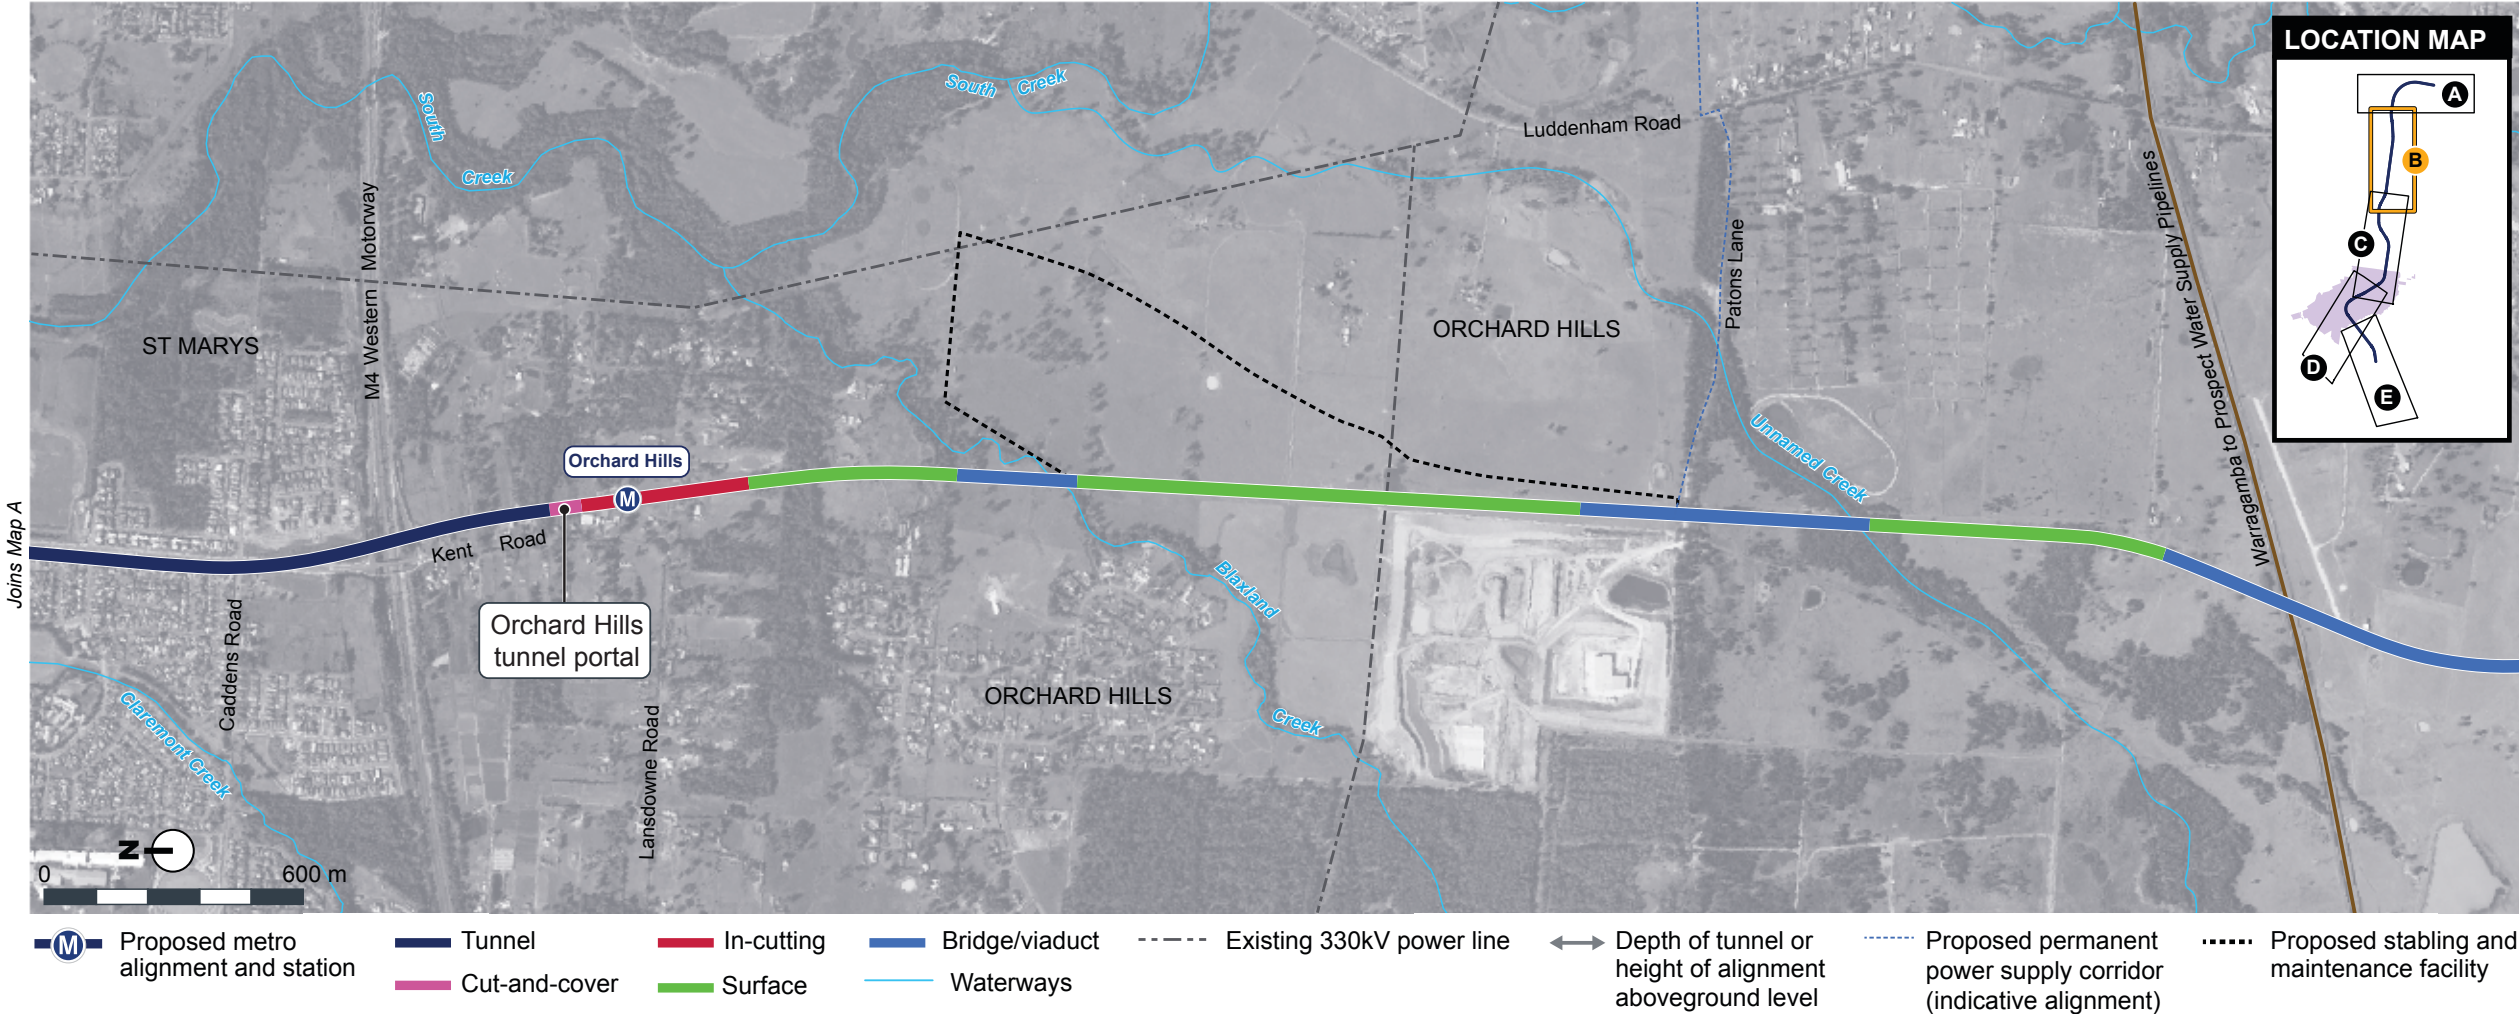 LOCATION MAP
A
B
C
D
E
South
Creek
South
Creek
Luddenham Road
Warragamba to Prospect Water Supply Pipelines
M4 Western Motorway
Patons Lane
ST MARYS
ORCHARD HILLS
Orchard Hills
M
Unnamed Creek
Joins Map A
Kent Road
Blaxland
Creek
Orchard Hills
tunnel portal
Caddens Road
ORCHARD HILLS
Claremont Creek
Lansdowne Road
N
0 600 m
M
Proposed metro
alignment and station
Tunnel
Cut-and-cover
In-cutting
Surface
Bridge/viaduct
Waterways
Existing 330kV power line
Depth of tunnel or
height of alignment
aboveground level
Proposed permanent
power supply corridor
(indicative alignment)
Proposed stabling and
maintenance facility